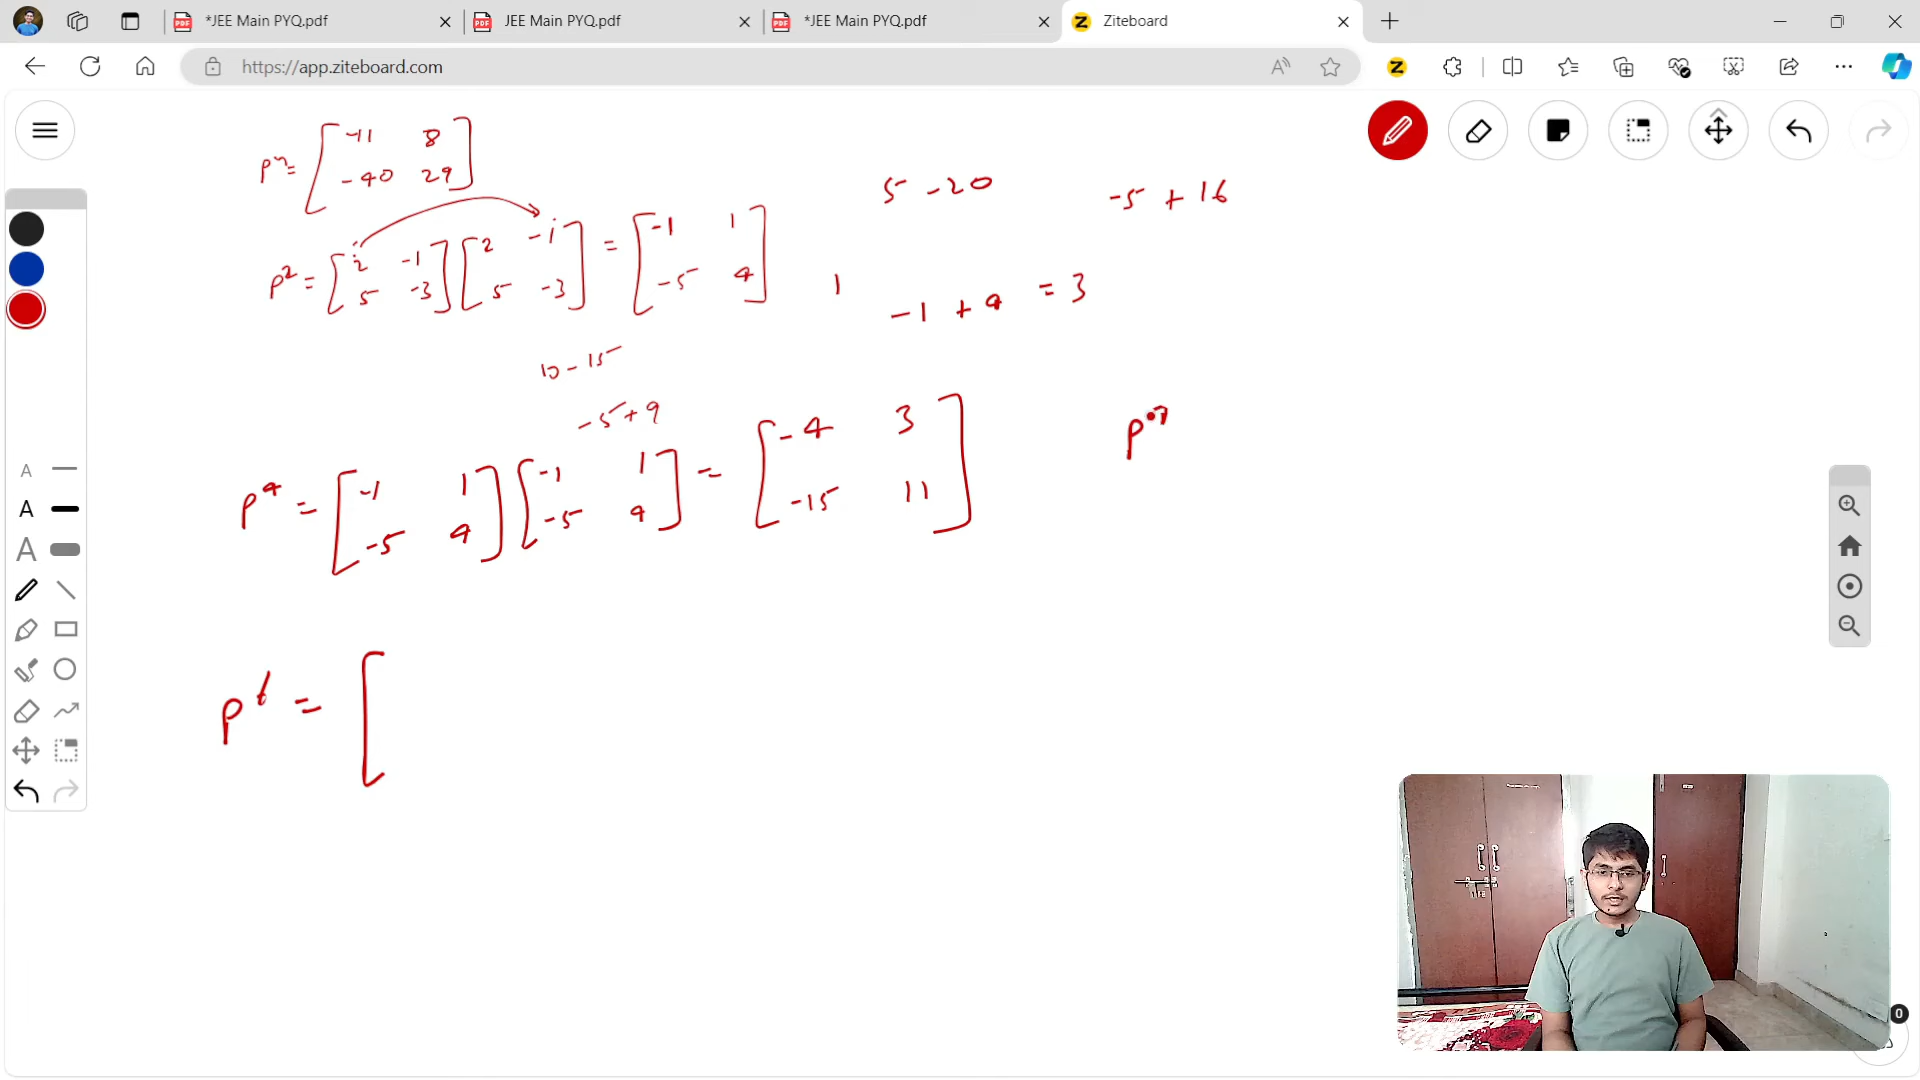 *JEE Main PYQ.pdf JEE Main PYQ.pdf *JEE Main PYQ.pdf Ziteboard
https://app.ziteboard.com
pⁿ = [ -11 8
-40 29 ]
5 -20 -5 + 16
p² = [ 2 -1
5 -3 ] [ 2 -1
5 -3 ] = [ -1 1
-5 4 ]
1 -1 + 4 = 3
10 - 15
-5 + 9
p⁴ = [ -1 1
-5 4 ] [ -1 1
-5 4 ] = [ -4 3
-15 11 ]
p⁶ = [
A
A
A
0